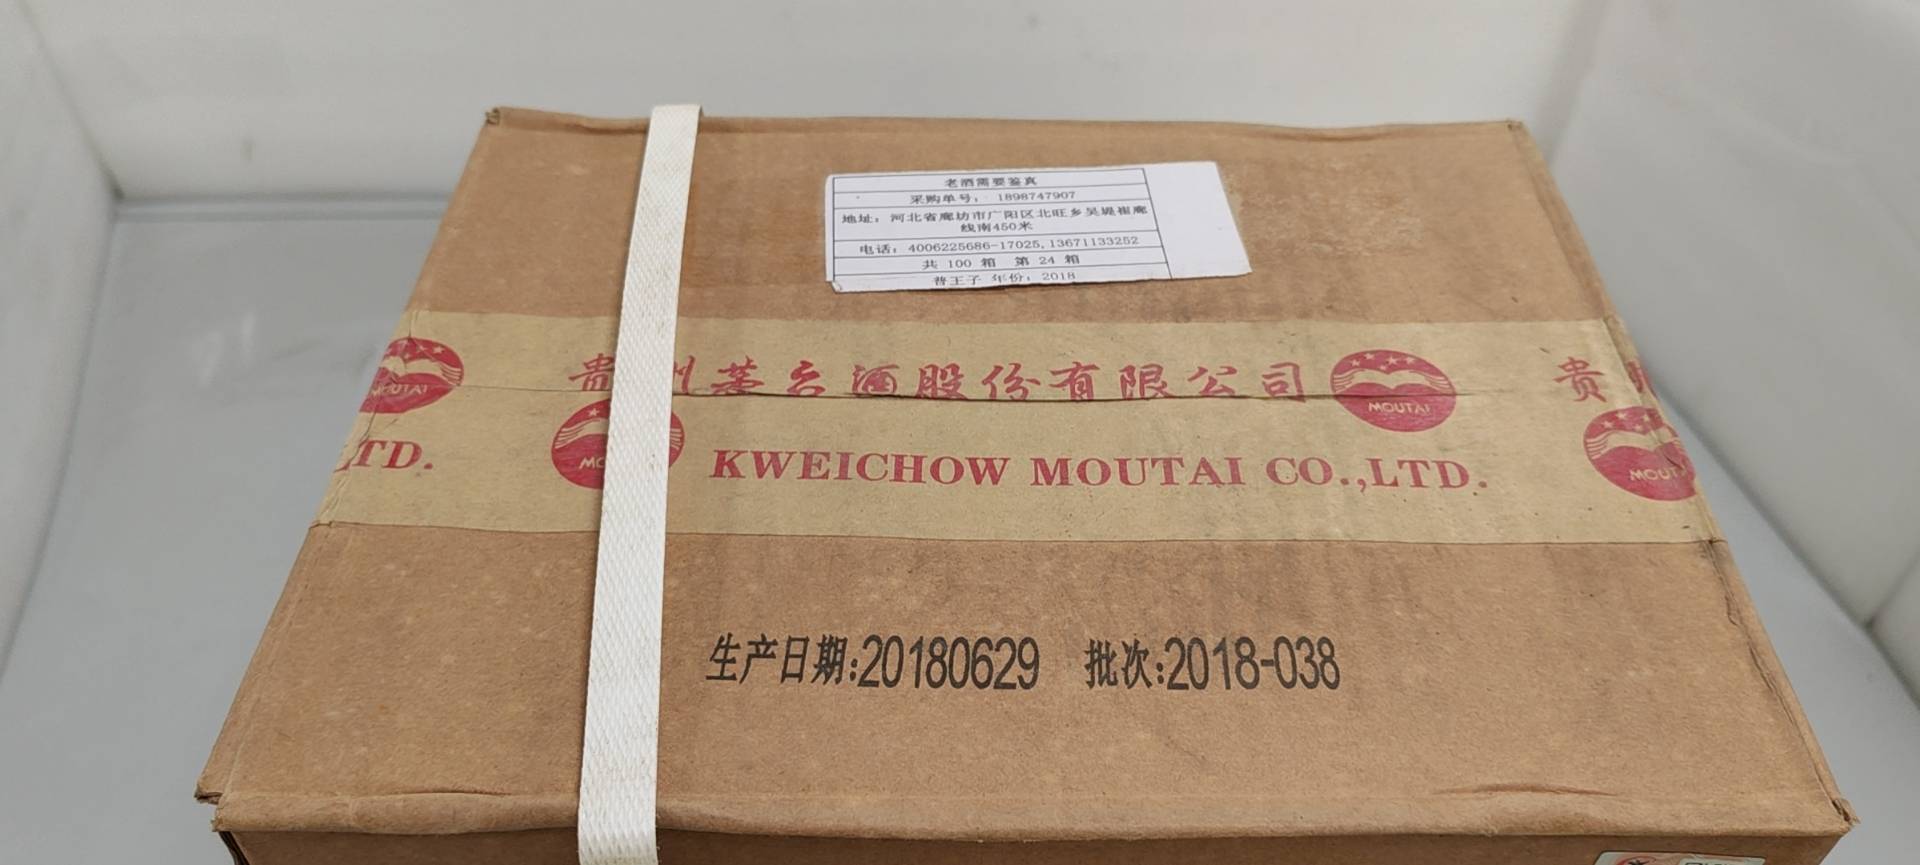 老酒需要鉴真
采购单号： 1898747907
地址：河北省廊坊市广阳区北旺乡吴堤崔廊
线南450米
电话：4006225686-17025,13671133252
共 100 箱 第 24 箱
普王子 年份：2018
MOUTAI
贵州茅台酒股份有限公司
MOUTAI
贵州
LTD.
MO
KWEICHOW MOUTAI CO.,LTD.
MOUT
生产日期:20180629 批次:2018-038